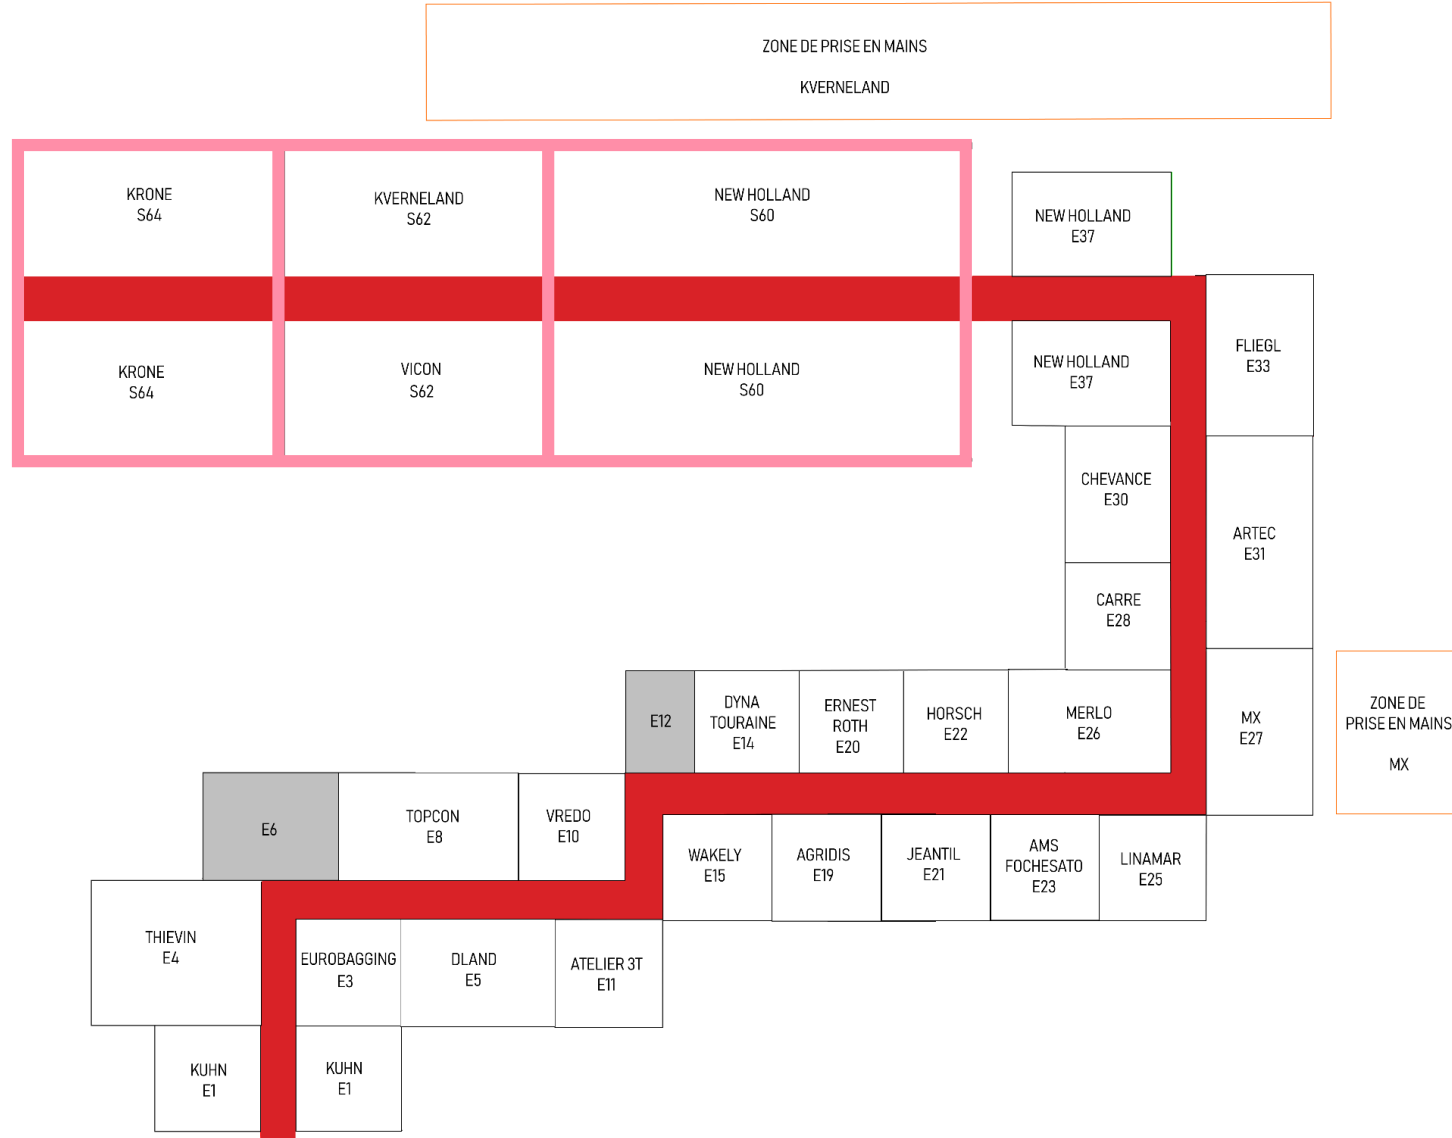 ZONE DE PRISE EN MAINS
KVERNELAND
KRONE
S64
KVERNELAND
S62
NEW HOLLAND
S60
NEW HOLLAND
E37
KRONE
S64
VICON
S62
NEW HOLLAND
S60
NEW HOLLAND
E37
FLIEGL
E33
CHEVANCE
E30
ARTEC
E31
CARRE
E28
E12
DYNA
TOURAINE
E14
ERNEST
ROTH
E20
HORSCH
E22
MERLO
E26
MX
E27
ZONE DE
PRISE EN MAINS
MX
E6
TOPCON
E8
VREDO
E10
WAKELY
E15
AGRIDIS
E19
JEANTIL
E21
AMS
FOCHESATO
E23
LINAMAR
E25
THIEVIN
E4
EUROBAGGING
E3
DLAND
E5
ATELIER 3T
E11
KUHN
E1
KUHN
E1